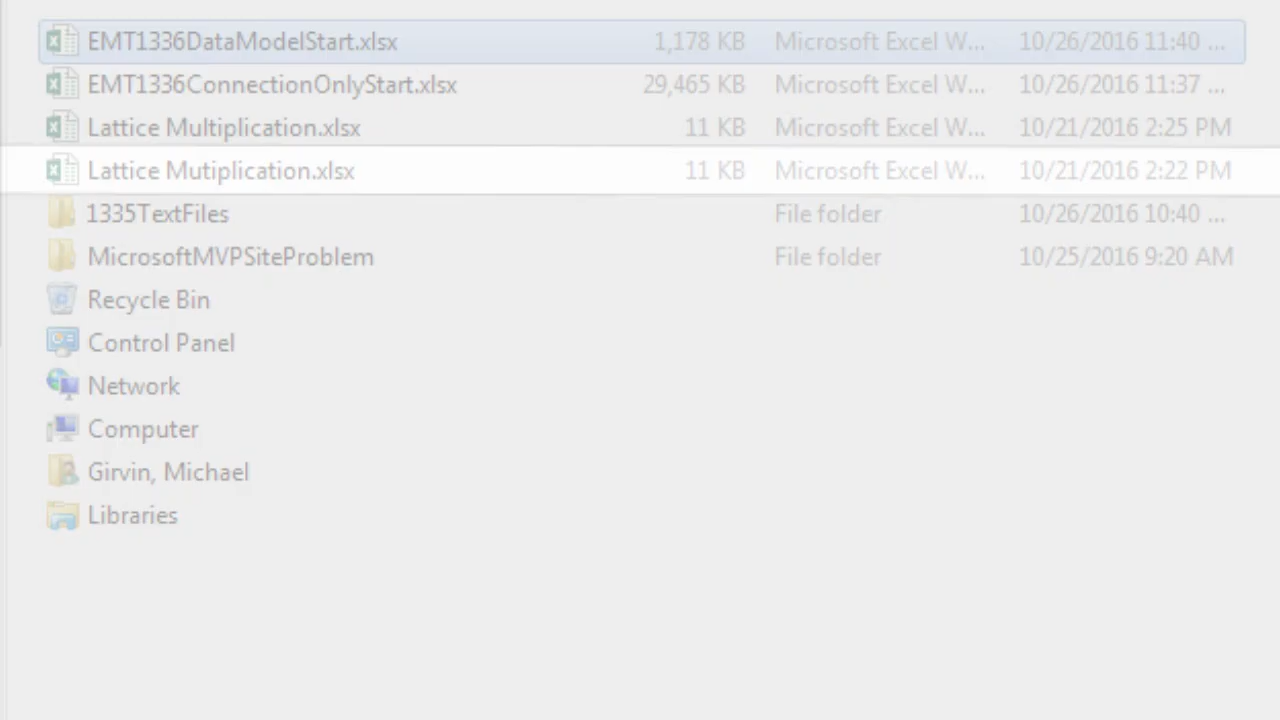 EMT1336DataModelStart.xlsx 1,178 KB Microsoft Excel W... 10/26/2016 11:40 ...
EMT1336ConnectionOnlyStart.xlsx 29,465 KB Microsoft Excel W... 10/26/2016 11:37 ...
Lattice Multiplication.xlsx 11 KB Microsoft Excel W... 10/21/2016 2:25 PM
Lattice Mutiplication.xlsx 11 KB Microsoft Excel W... 10/21/2016 2:22 PM
1335TextFiles File folder 10/26/2016 10:40 ...
MicrosoftMVPSiteProblem File folder 10/25/2016 9:20 AM
Recycle Bin
Control Panel
Network
Computer
Girvin, Michael
Libraries